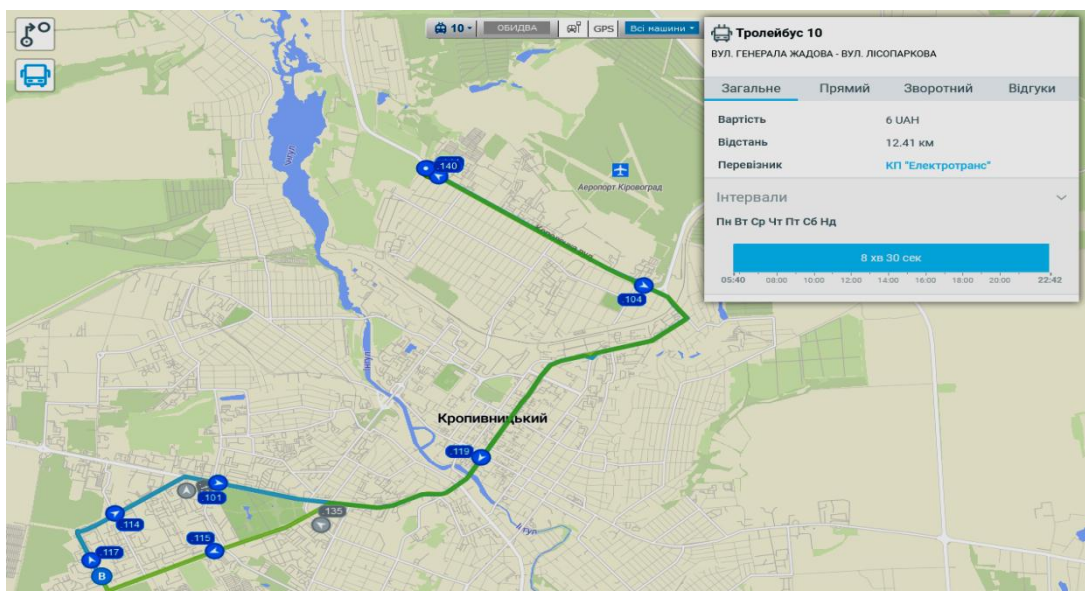 10
ОБИДВА
GPS
Всі машини
Тролейбус 10
ВУЛ. ГЕНЕРАЛА ЖАДОВА - ВУЛ. ЛІСОПАРКОВА
Загальне Прямий Зворотний Відгуки
Вартість 6 UAH
Відстань 12.41 км
Перевізник КП "Електротранс"
Інтервали
Пн Вт Ср Чт Пт Сб Нд
8 хв 30 сек
05:40 08:00 10:00 12:00 14:00 16:00 18:00 20:00 22:42
Інгул
.140
Аеропорт Кіровоград
.104
Інгул
Кропивницький
.119
.101
.135
.114
.115
.117
B